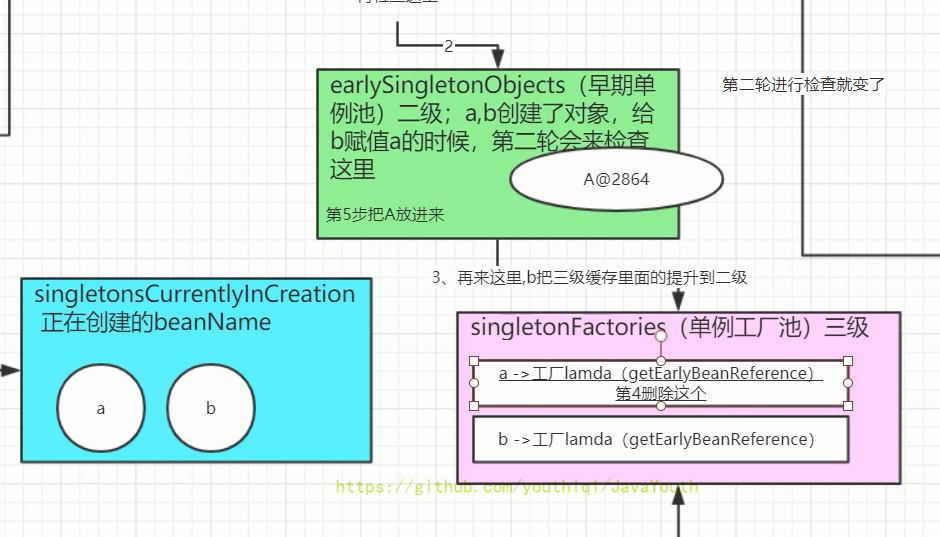 2
earlySingletonObjects（早期单
例池）二级；a,b创建了对象，给
b赋值a的时候，第二轮会来检查
这里
A@2864
第5步把A放进来
第二轮进行检查就变了
3、再来这里,b把三级缓存里面的提升到二级
singletonsCurrentlyInCreation
正在创建的beanName
a
b
singletonFactories（单例工厂池）三级
a ->工厂lamda（getEarlyBeanReference）
第4删除这个
b ->工厂lamda（getEarlyBeanReference）
https://github.com/youthlql/JavaYouth